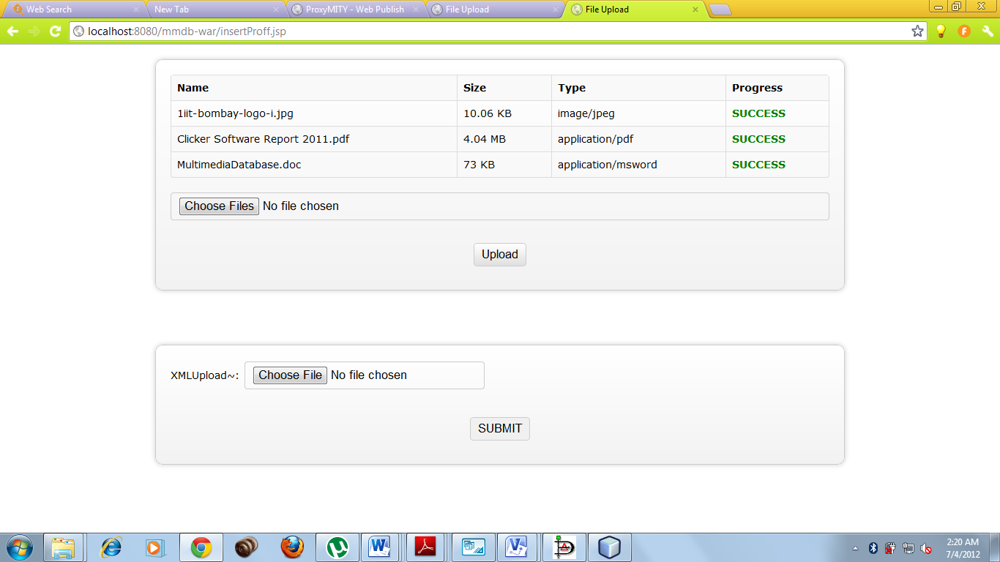 Web Search
New Tab
ProxyMITY - Web Publish
File Upload
File Upload
localhost:8080/mmdb-war/insertProff.jsp
Name Size Type Progress
1iit-bombay-logo-i.jpg 10.06 KB image/jpeg SUCCESS
Clicker Software Report 2011.pdf 4.04 MB application/pdf SUCCESS
MultimediaDatabase.doc 73 KB application/msword SUCCESS
Choose Files No file chosen
Upload
XMLUpload~: Choose File No file chosen
SUBMIT
2:20 AM
7/4/2012